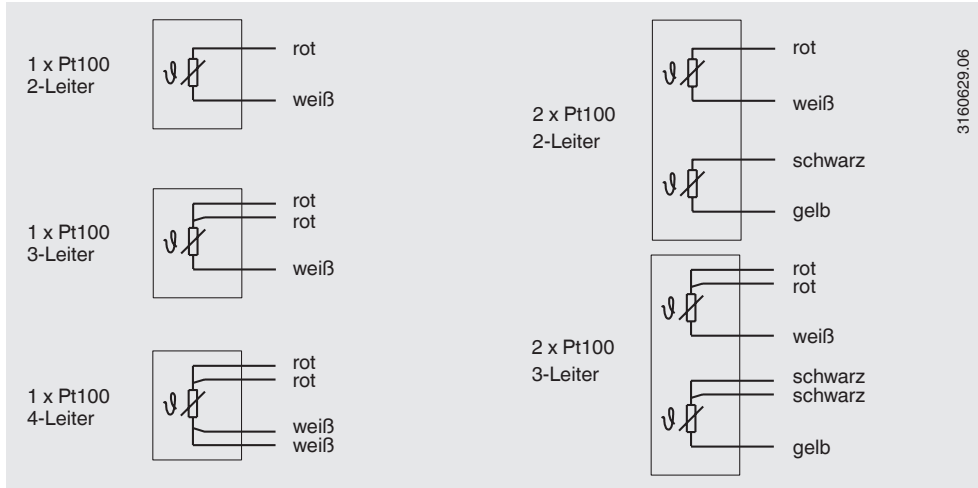 1 x Pt100
2-Leiter
rot
weiß
1 x Pt100
3-Leiter
rot
rot
weiß
1 x Pt100
4-Leiter
rot
rot
weiß
weiß
2 x Pt100
2-Leiter
rot
weiß
schwarz
gelb
2 x Pt100
3-Leiter
rot
rot
weiß
schwarz
schwarz
gelb
3160629.06